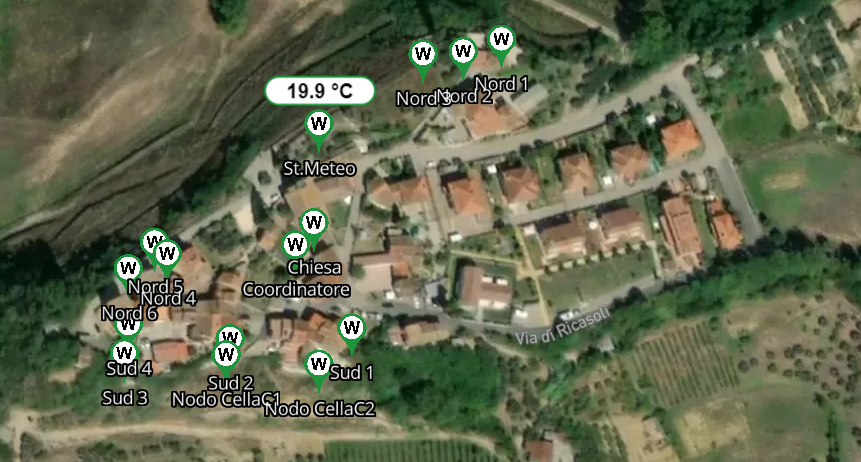 W
W
W
Nord 1
Nord 2
Nord 3
19.9 °C
W
St.Meteo
W
W
Chiesa
Coordinatore
W
W
W
Nord 5
Nord 4
Nord 6
Via di Ricasoli
W
Sud 4
W
Sud 3
W
W
Sud 2
Nodo CellaC1
W
Sud 1
W
Nodo CellaC2